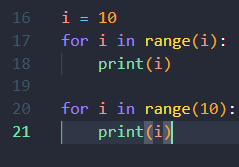 16 i = 10
17 for i in range(i):
18     print(i)
19
20 for i in range(10):
21     print(i)